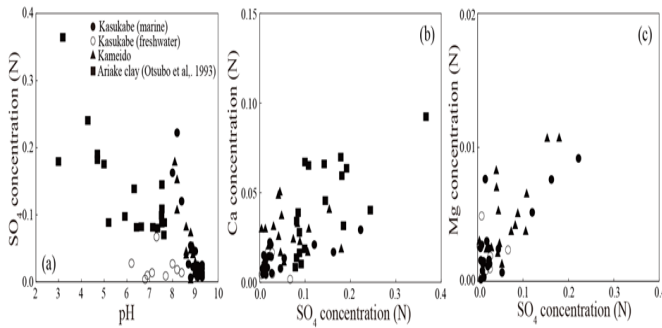 0.4
0.3
0.2
0.1
0.0
SO4 concentration (N)
(a)
2 3 4 5 6 7 8 9 10
pH
Kasukabe (marine)
Kasukabe (freshwater)
Kameido
Ariake clay (Otsubo et al,. 1993)
0.15
0.10
0.05
0.00
Ca concentration (N)
(b)
0.0 0.1 0.2 0.3 0.4
SO4 concentration (N)
0.02
0.01
0.00
Mg concentration (N)
(c)
0.0 0.1 0.2 0.3 0.4
SO4 concentration (N)